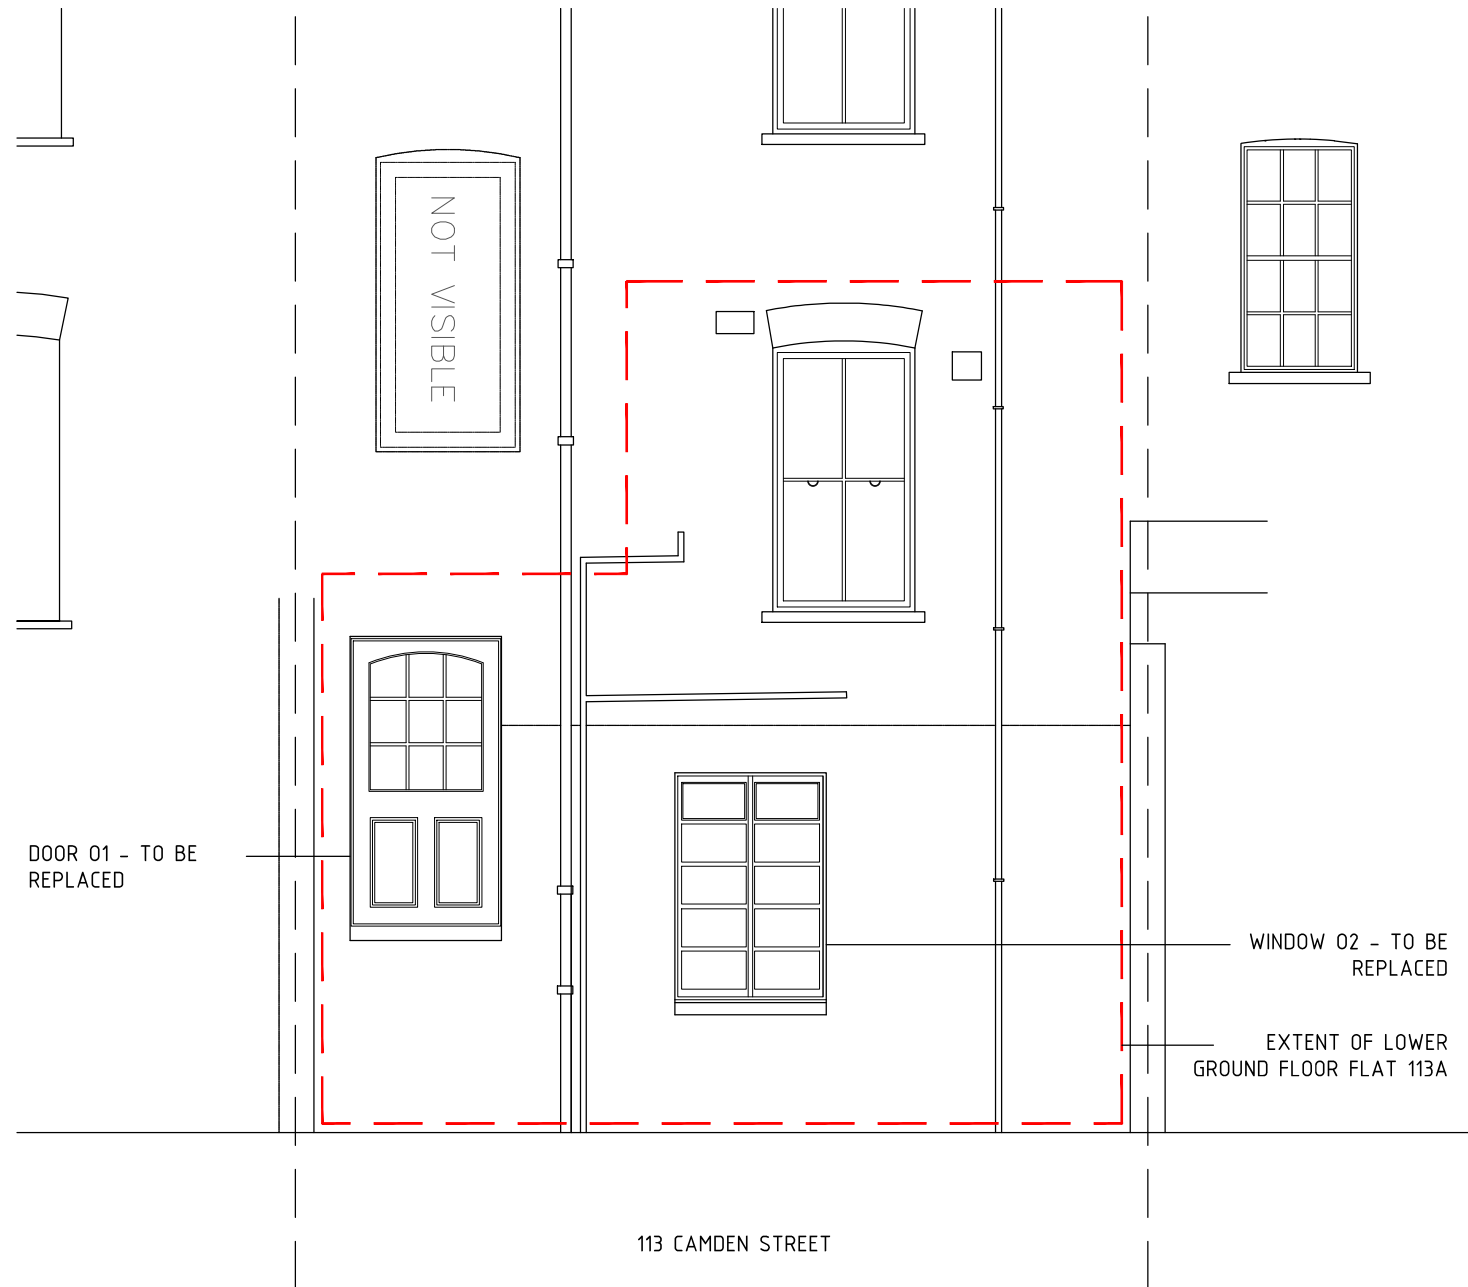 NOT VISIBLE
DOOR 01 - TO BE
REPLACED
WINDOW 02 - TO BE
REPLACED
EXTENT OF LOWER
GROUND FLOOR FLAT 113A
113 CAMDEN STREET